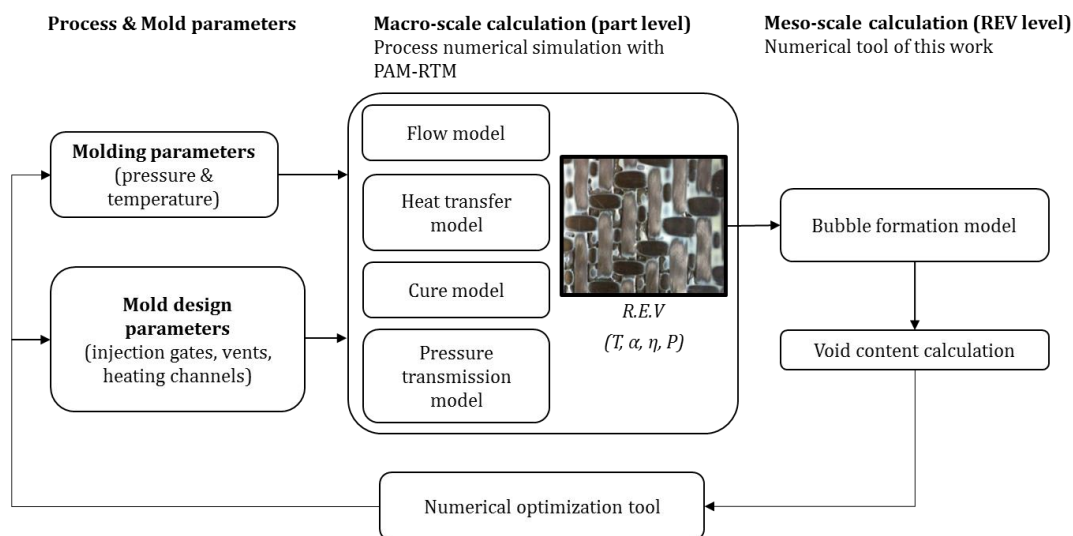 Process & Mold parameters
Macro-scale calculation (part level)
Process numerical simulation with
PAM-RTM
Meso-scale calculation (REV level)
Numerical tool of this work
Molding parameters
(pressure &
temperature)
Mold design
parameters
(injection gates, vents,
heating channels)
Flow model
Heat transfer
model
Cure model
Pressure
transmission
model
R.E.V
(T, α, η, P)
Bubble formation model
Void content calculation
Numerical optimization tool